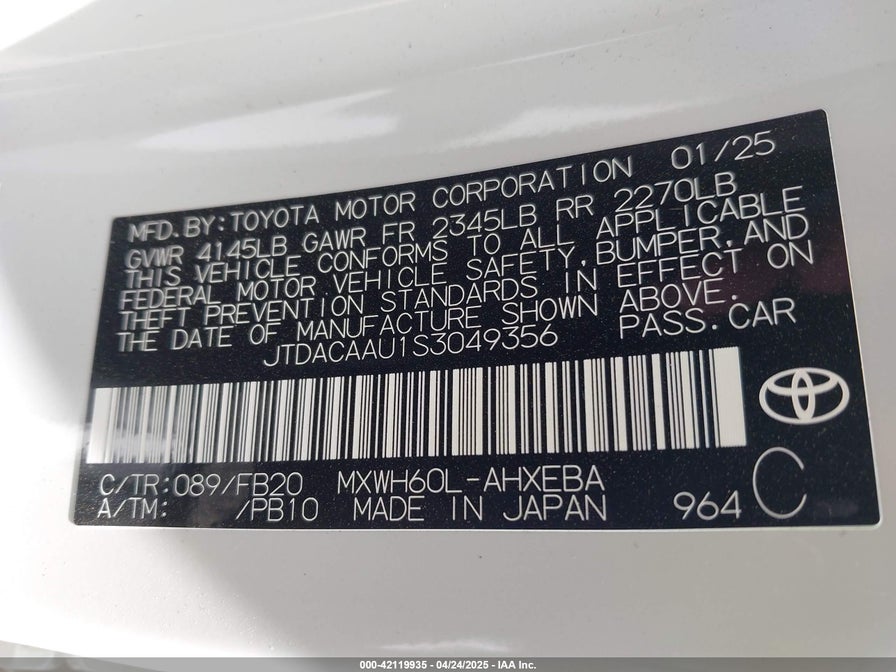 MFD.BY:TOYOTA MOTOR CORPORATION 01/25
GVWR 4145LB GAWR FR 2345LB RR 2270LB
THIS VEHICLE CONFORMS TO ALL APPLICABLE
FEDERAL MOTOR VEHICLE SAFETY,BUMPER,AND
THEFT PREVENTION STANDARDS IN EFFECT ON
THE DATE OF MANUFACTURE SHOWN ABOVE.
JTDACAAU1S3049356 PASS.CAR
C/TR:089/FB20 MXWH60L-AHXEBA
A/TM: /PB10 MADE IN JAPAN 964 C
000-42119935 - 04/24/2025 - IAA Inc.